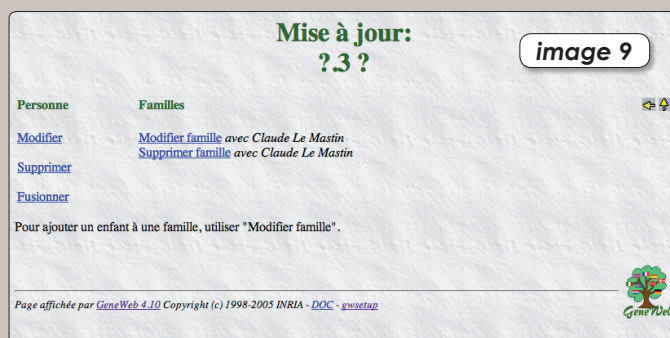 Mise à jour:
?.3 ?
image 9
Personne
Familles
Modifier
Modifier famille avec Claude Le Mastin
Supprimer famille avec Claude Le Mastin
Supprimer
Fusionner
Pour ajouter un enfant à une famille, utiliser "Modifier famille".
Page affichée par GeneWeb 4.10 Copyright (c) 1998-2005 INRIA - DOC - gwsetup
GeneWeb